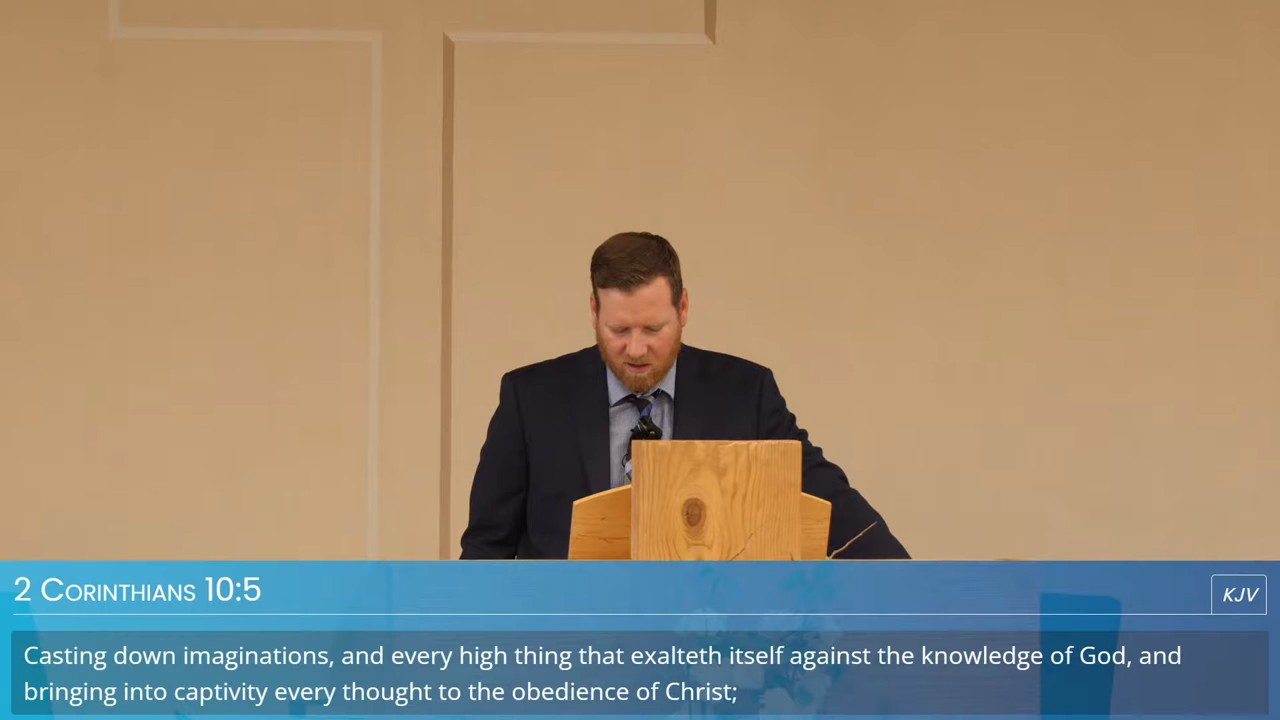 2 Corinthians 10:5
KJV
Casting down imaginations, and every high thing that exalteth itself against the knowledge of God, and
bringing into captivity every thought to the obedience of Christ;